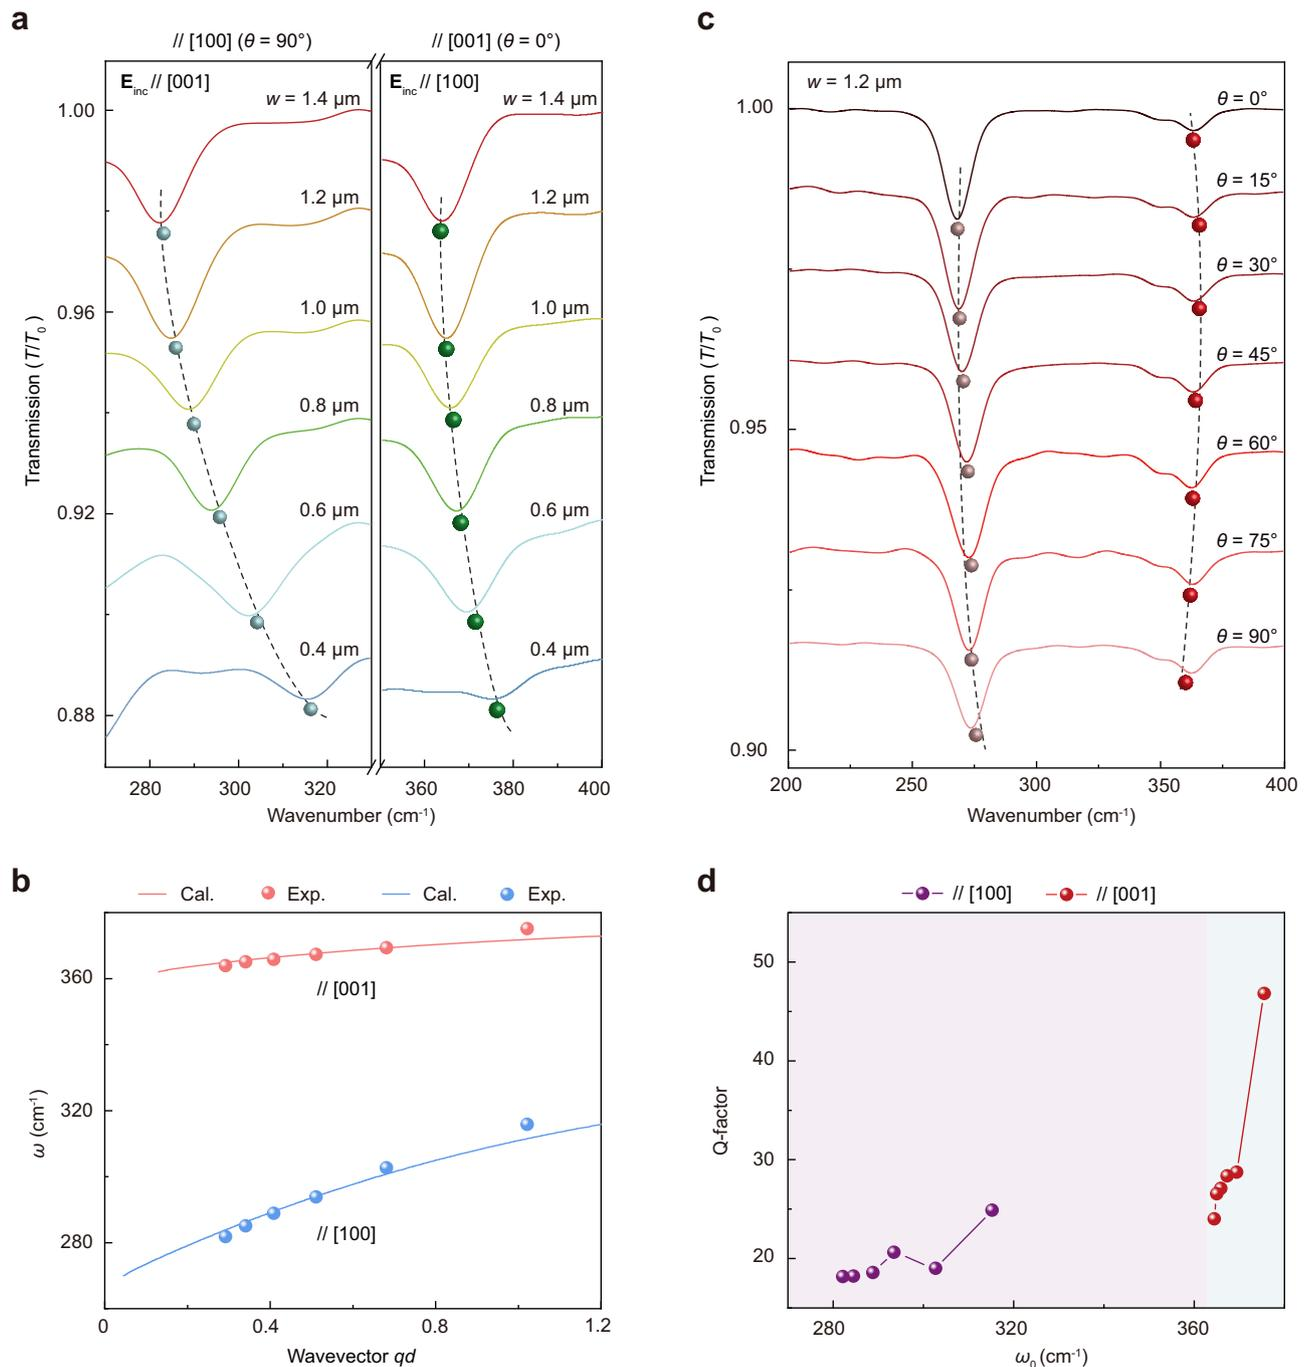 a
// [100] (θ = 90°)
// [001] (θ = 0°)
E_inc // [001]
E_inc // [100]
w = 1.4 µm
w = 1.4 µm
1.2 µm
1.2 µm
1.0 µm
1.0 µm
0.8 µm
0.8 µm
0.6 µm
0.6 µm
0.4 µm
0.4 µm
1.00
0.96
0.92
0.88
Transmission (T/T₀)
280
300
320
360
380
400
Wavenumber (cm⁻¹)
c
w = 1.2 µm
θ = 0°
θ = 15°
θ = 30°
θ = 45°
θ = 60°
θ = 75°
θ = 90°
1.00
0.95
0.90
Transmission (T/T₀)
200
250
300
350
400
Wavenumber (cm⁻¹)
b
Cal.
Exp.
Cal.
Exp.
// [001]
// [100]
360
320
280
ω (cm⁻¹)
0
0.4
0.8
1.2
Wavevector qd
d
// [100]
// [001]
50
40
30
20
Q-factor
280
320
360
ω₀ (cm⁻¹)